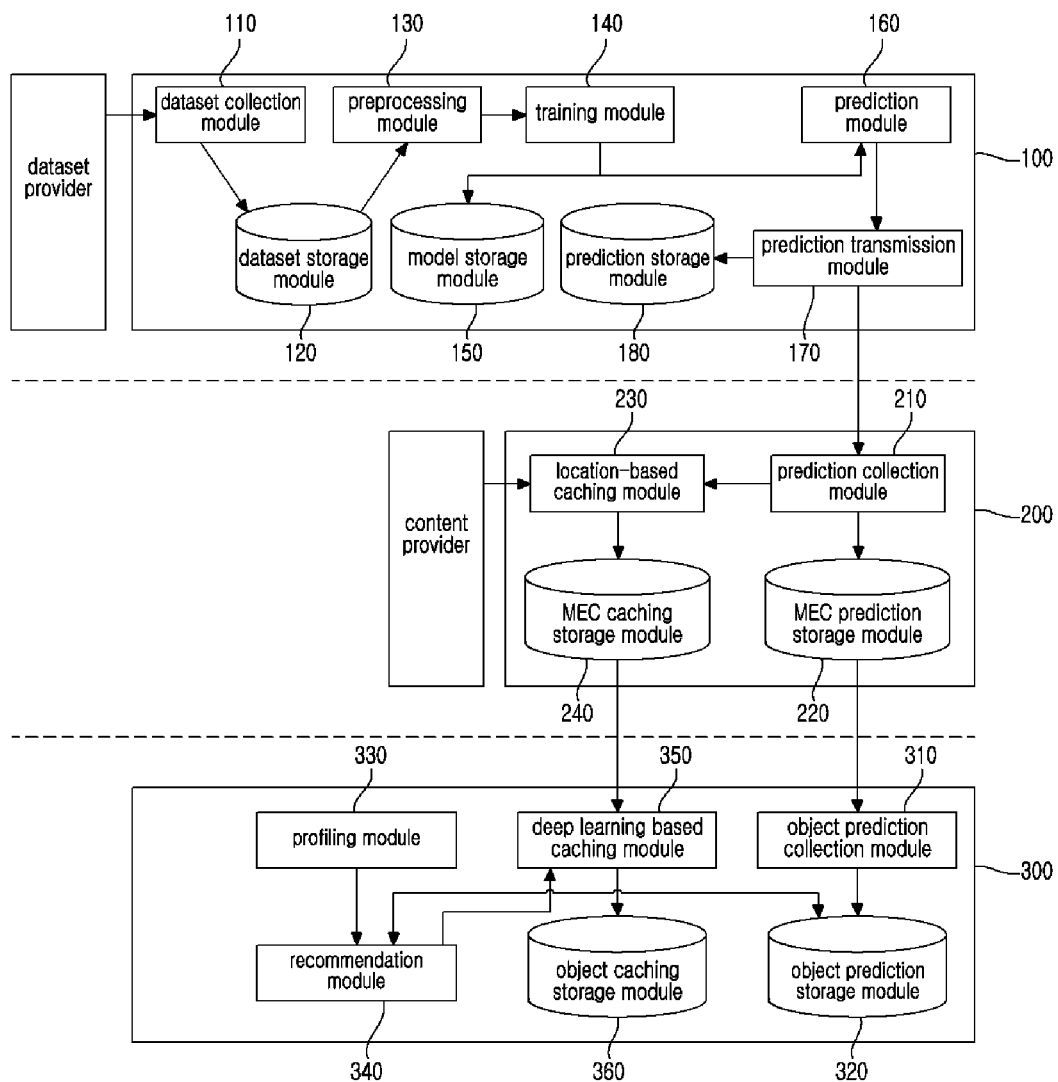 110
130
140
160
dataset collection
module
preprocessing
module
training module
prediction
module
dataset
provider
100
dataset storage
module
model storage
module
prediction storage
module
prediction transmission
module
120
150
180
170
230
210
location-based
caching module
prediction collection
module
200
content
provider
MEC caching
storage module
MEC prediction
storage module
240
220
330
350
310
profiling module
deep learning based
caching module
object prediction
collection module
300
recommendation
module
object caching
storage module
object prediction
storage module
340
360
320